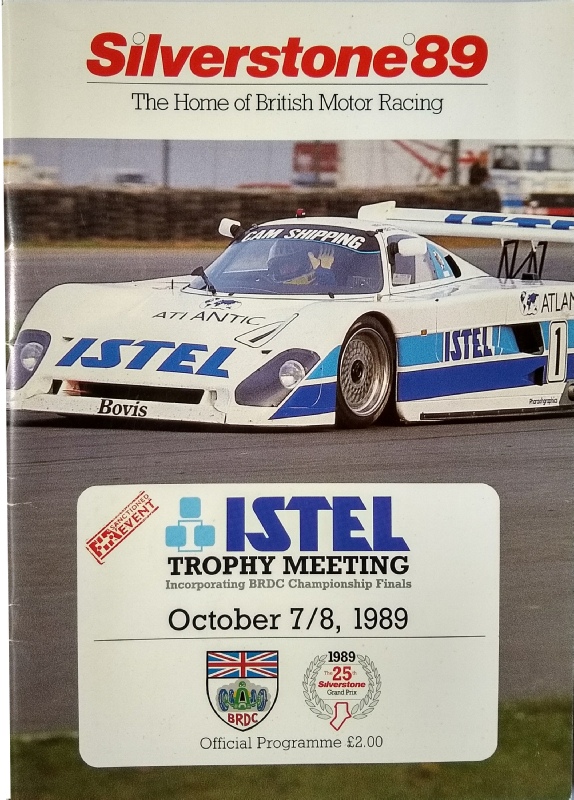 Silverstone 89
The Home of British Motor Racing
CAM SHIPPING
ATLANTIC
ISTEL
Bovis
ISTEL
ATLAN
1
FIA SANCTIONED EVENT
ISTEL
TROPHY MEETING
Incorporating BRDC Championship Finals
October 7/8, 1989
BRDC
1989
The 25th
Silverstone
Grand Prix
Official Programme £2.00